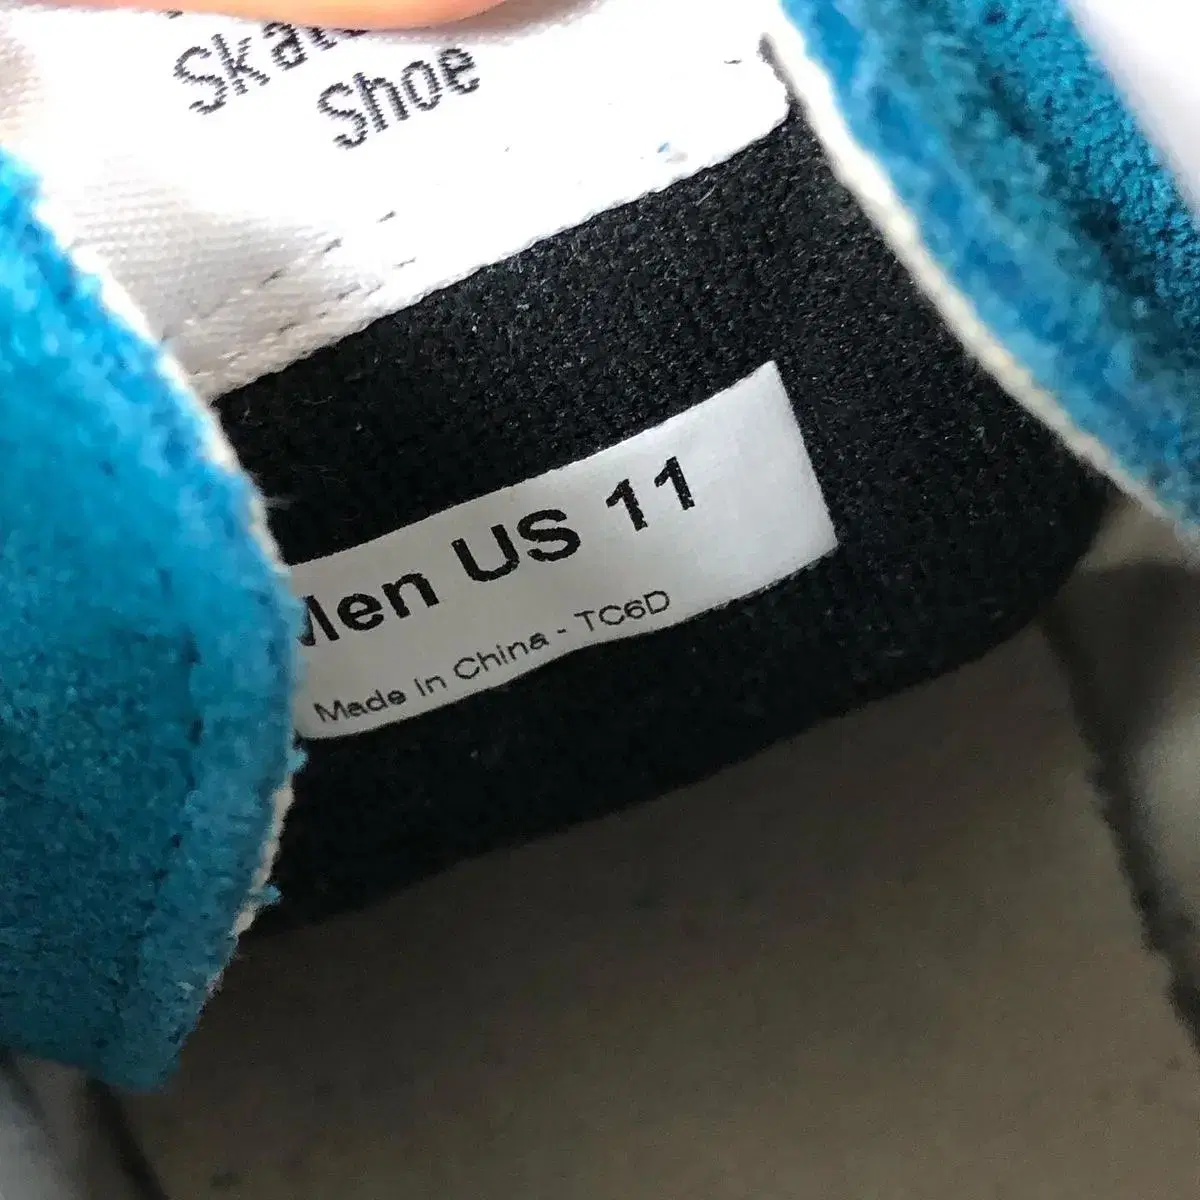 Shoe
Men US 11
Made In China - TC6D